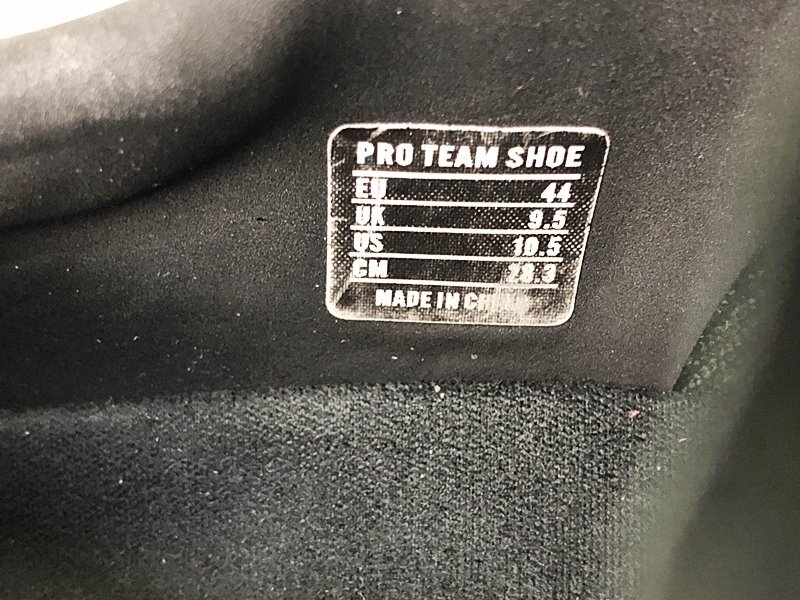 PRO TEAM SHOE
EU 44
UK 9.5
US 10.5
CM 28.3
MADE IN